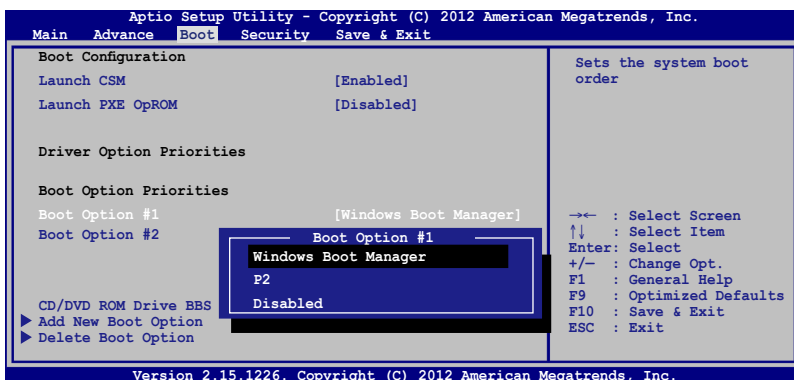 Aptio Setup Utility - Copyright (C) 2012 American Megatrends, Inc.
Main Advance Boot Security Save & Exit
Boot Configuration
Launch CSM [Enabled]
Launch PXE OpROM [Disabled]
Driver Option Priorities
Boot Option Priorities
Boot Option #1 [Windows Boot Manager]
Boot Option #2
Boot Option #1
Windows Boot Manager
P2
Disabled
CD/DVD ROM Drive BBS
Add New Boot Option
Delete Boot Option
Sets the system boot
order
→← : Select Screen
↑↓ : Select Item
Enter: Select
+/— : Change Opt.
F1 : General Help
F9 : Optimized Defaults
F10 : Save & Exit
ESC : Exit
Version 2.15.1226. Copyright (C) 2012 American Megatrends, Inc.